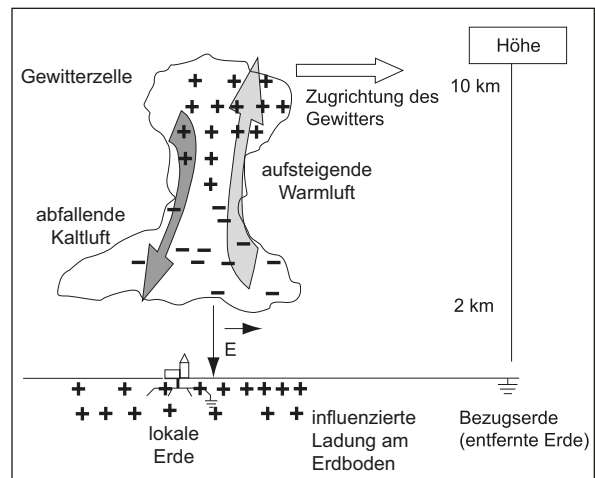 Höhe
Gewitterzelle
10 km
Zugrichtung des
Gewitters
aufsteigende
Warmluft
abfallende
Kaltluft
2 km
E
lokale
Erde
influenzierte
Ladung am
Erdboden
Bezugserde
(entfernte Erde)